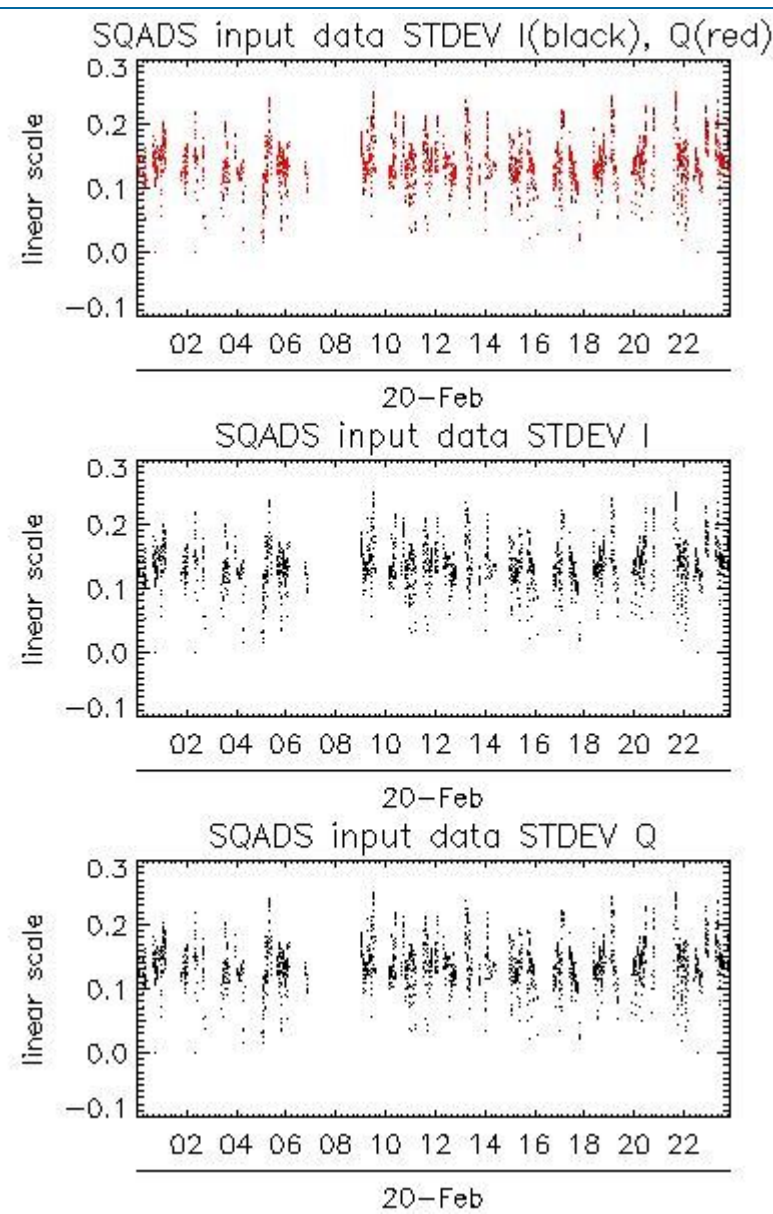 SQADS input data STDEV I(black), Q(red)
0.3
0.2
0.1
0.0
−0.1
linear scale
02 04 06 08 10 12 14 16 18 20 22
20−Feb
SQADS input data STDEV I
0.3
0.2
0.1
0.0
−0.1
linear scale
02 04 06 08 10 12 14 16 18 20 22
20−Feb
SQADS input data STDEV Q
0.3
0.2
0.1
0.0
−0.1
linear scale
02 04 06 08 10 12 14 16 18 20 22
20−Feb